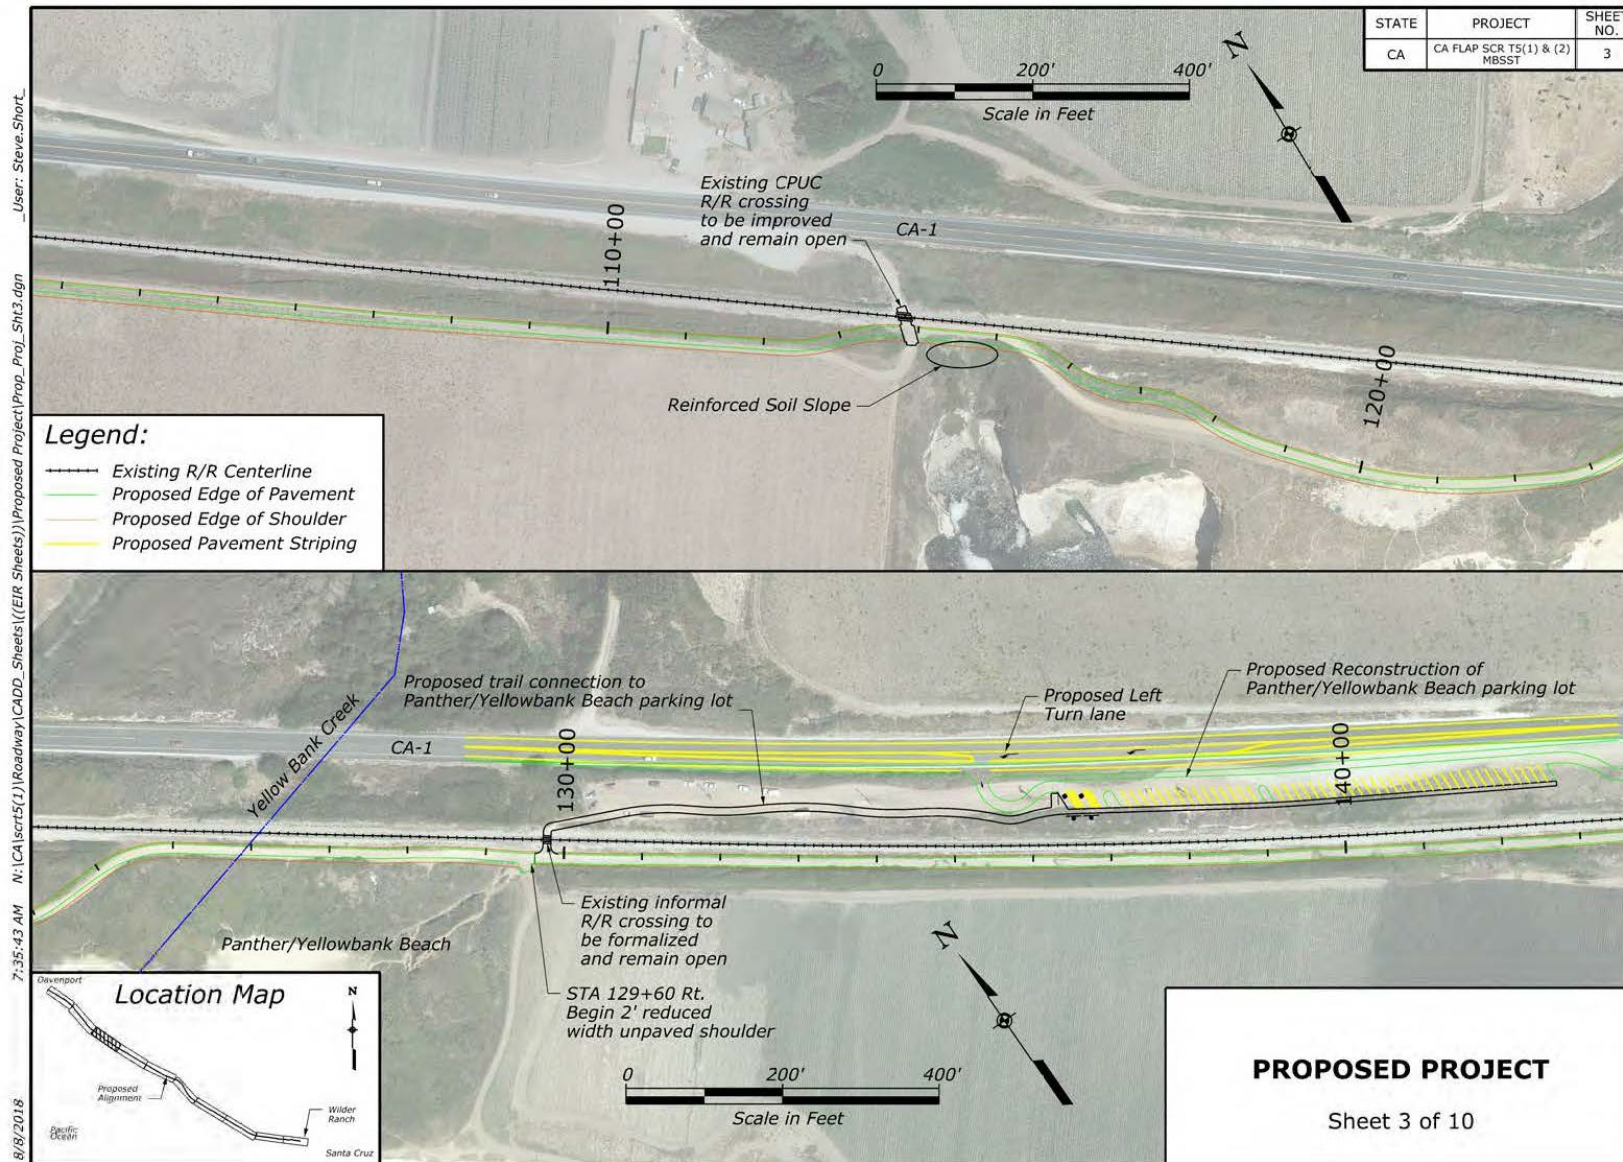 STATE PROJECT SHEET NO.
CA CA FLAP SCR T5(1) & (2) MBSST 3
N
0 200' 400'
Scale in Feet
Existing CPUC
R/R crossing
to be improved
and remain open
CA-1
110+00
120+00
Reinforced Soil Slope
Legend:
Existing R/R Centerline
Proposed Edge of Pavement
Proposed Edge of Shoulder
Proposed Pavement Striping
Proposed trail connection to
Panther/Yellowbank Beach parking lot
Proposed Left
Turn lane
Proposed Reconstruction of
Panther/Yellowbank Beach parking lot
Yellow Bank Creek
CA-1
130+00
140+00
Existing informal
R/R crossing to
be formalized
and remain open
STA 129+60 Rt.
Begin 2' reduced
width unpaved shoulder
Panther/Yellowbank Beach
N
0 200' 400'
Scale in Feet
Location Map
Davenport
N
Proposed
Alignment
Pacific
Ocean
Wilder
Ranch
Santa Cruz
PROPOSED PROJECT
Sheet 3 of 10
8/8/2018 7:35:43 AM N:\CA\scrt5(1)\Roadway\CADD_Sheets\((EIR Sheets))\Proposed Project\Prop_Proj_Sht3.dgn _User: Steve.Short_